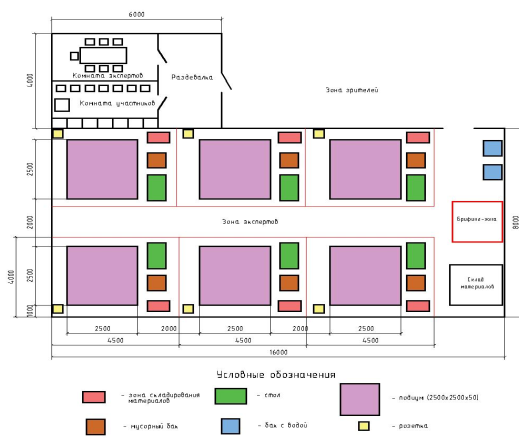 6000
4000
Комната экспертов
Раздевалка
Комната участников
Зона зрителей
2500
2000
8000
Зона экспертов
Брифинг-зона
4000
2500
Склад
материалов
1000
2500
2000
2500
2000
2500
4500
4500
4500
16000
Условные обозначения
- зона складирования
материалов
- стол
- подиум (2500x2500x50)
- мусорный бак
- бак с водой
- розетка